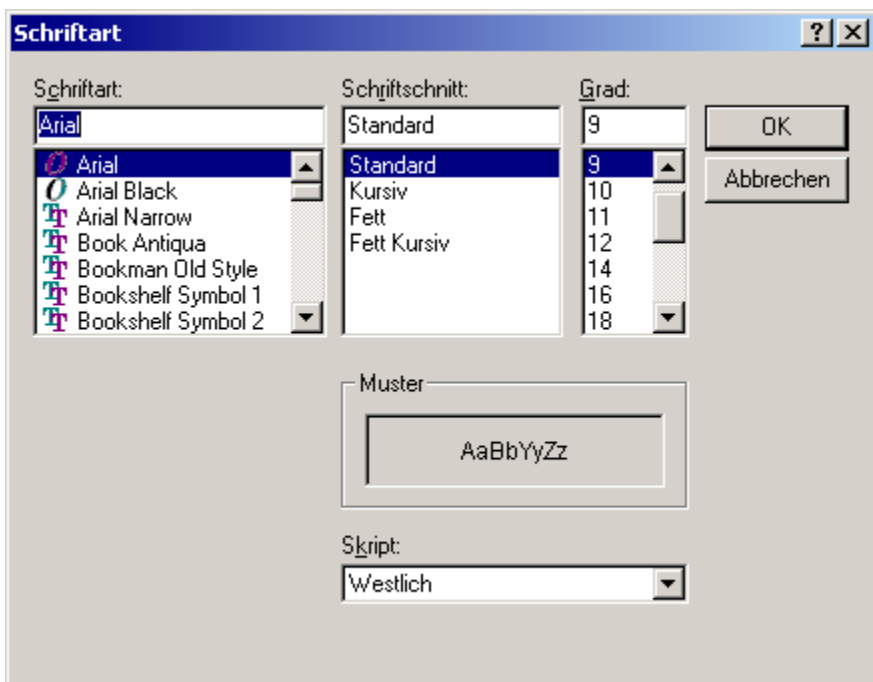 Schriftart
Schriftart:
Arial
Arial
Arial Black
Arial Narrow
Book Antiqua
Bookman Old Style
Bookshelf Symbol 1
Bookshelf Symbol 2
Schriftschnitt:
Standard
Standard
Kursiv
Fett
Fett Kursiv
Grad:
9
9
10
11
12
14
16
18
OK
Abbrechen
Muster
AaBbYyZz
Skript:
Westlich